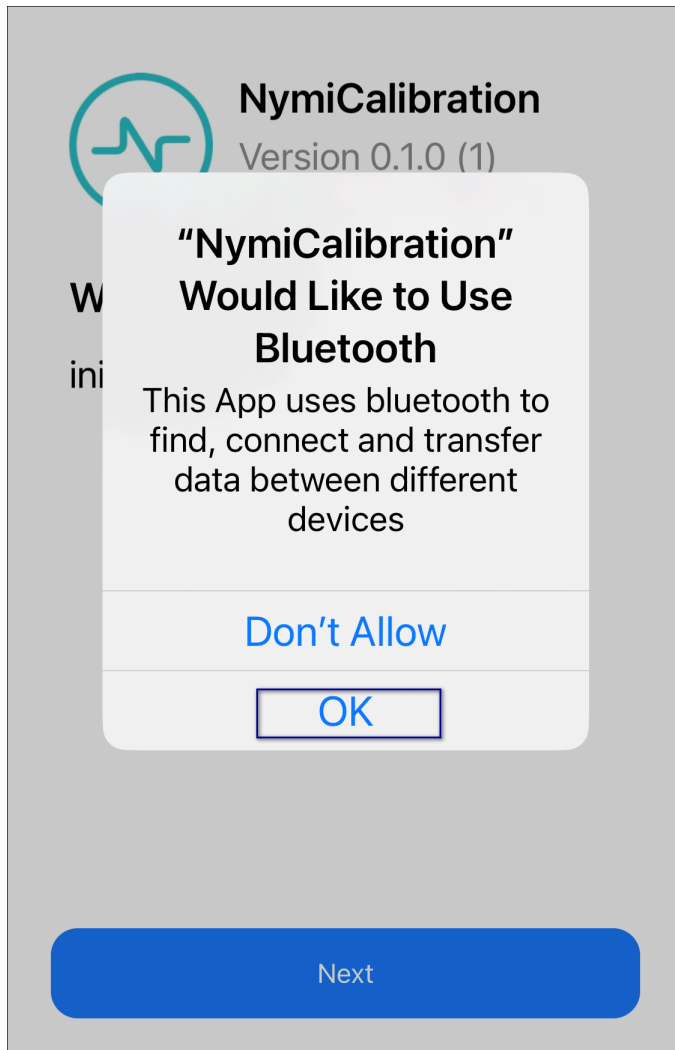 NymiCalibration
Version 0.1.0 (1)
“NymiCalibration”
Would Like to Use
Bluetooth
This App uses bluetooth to
find, connect and transfer
data between different
devices
Don’t Allow
OK
Next